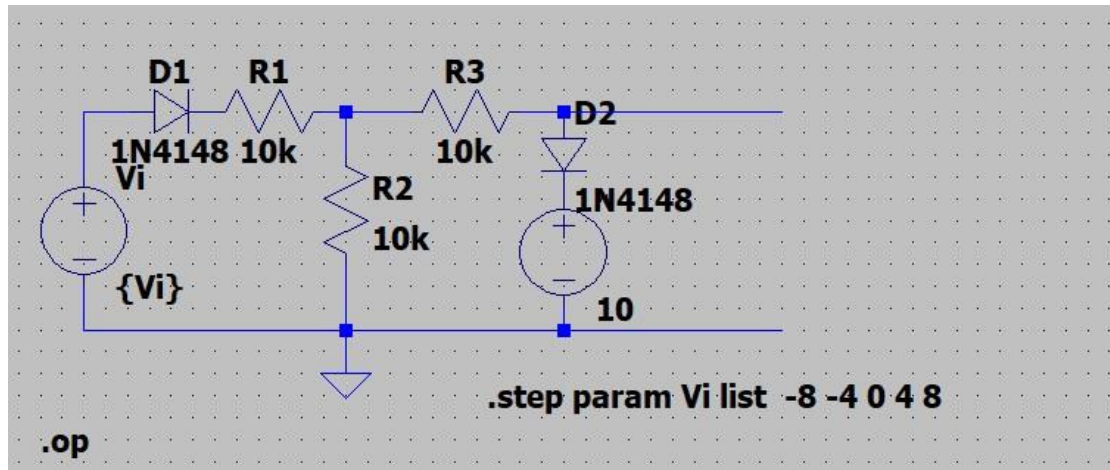 D1 R1 R3
D2
1N4148 10k 10k
Vi
R2
1N4148
10k
{Vi}
10
.step param Vi list -8 -4 0 4 8
.op